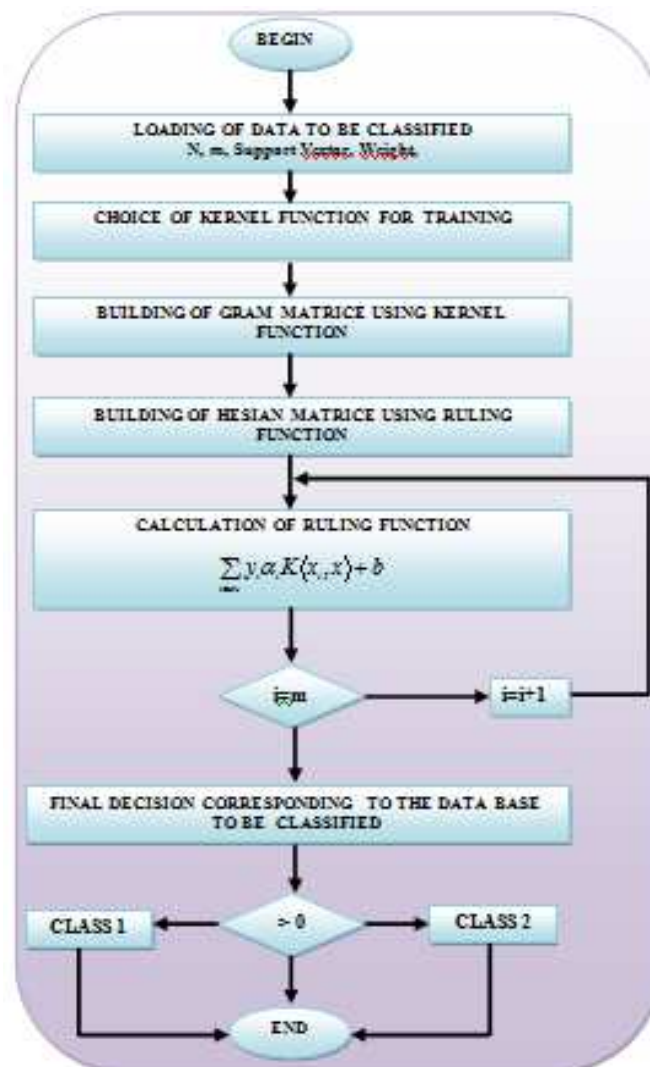 BEGIN
LOADING OF DATA TO BE CLASSIFIED
N, m, Support Vector, Weight,
CHOICE OF KERNEL FUNCTION FOR TRAINING
BUILDING OF GRAM MATRICE USING KERNEL
FUNCTION
BUILDING OF HESIAN MATRICE USING RULING
FUNCTION
CALCULATION OF RULING FUNCTION
∑ yᵢαᵢK⟨xᵢ,x⟩+b
i=m
i=i+1
FINAL DECISION CORRESPONDING TO THE DATA BASE
TO BE CLASSIFIED
CLASS 1
> 0
CLASS 2
END